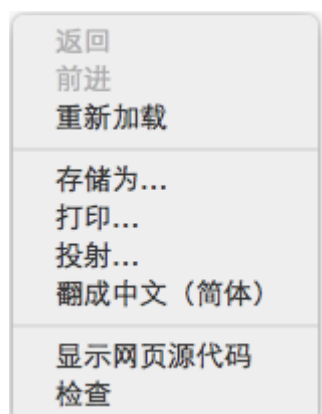 返回
前进
重新加载
存储为...
打印...
投射...
翻成中文（简体）
显示网页源代码
检查